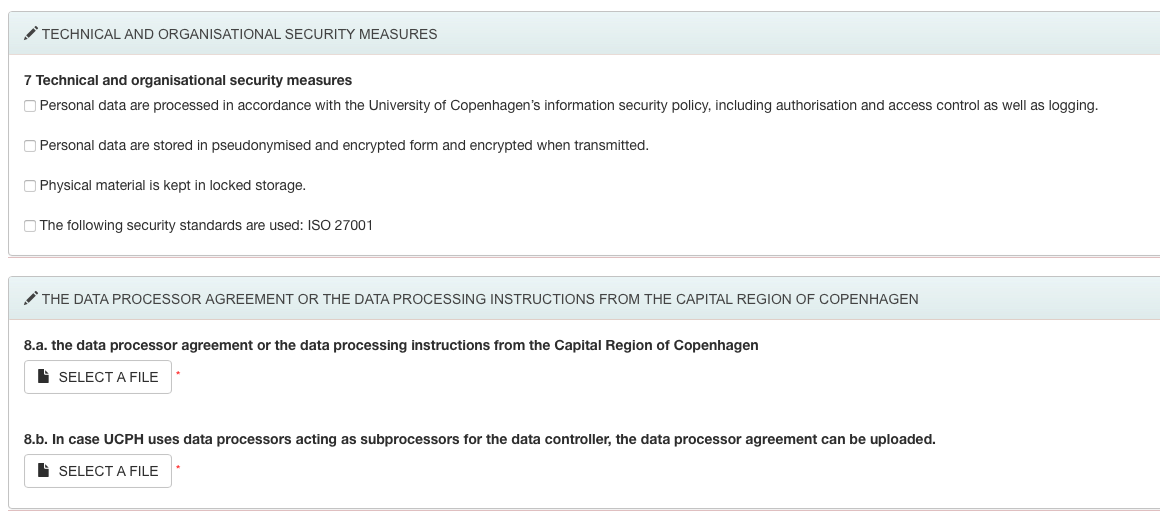 TECHNICAL AND ORGANISATIONAL SECURITY MEASURES
7 Technical and organisational security measures
Personal data are processed in accordance with the University of Copenhagen's information security policy, including authorisation and access control as well as logging.
Personal data are stored in pseudonymised and encrypted form and encrypted when transmitted.
Physical material is kept in locked storage.
The following security standards are used: ISO 27001
THE DATA PROCESSOR AGREEMENT OR THE DATA PROCESSING INSTRUCTIONS FROM THE CAPITAL REGION OF COPENHAGEN
8.a. the data processor agreement or the data processing instructions from the Capital Region of Copenhagen
SELECT A FILE *
8.b. In case UCPH uses data processors acting as subprocessors for the data controller, the data processor agreement can be uploaded.
SELECT A FILE *